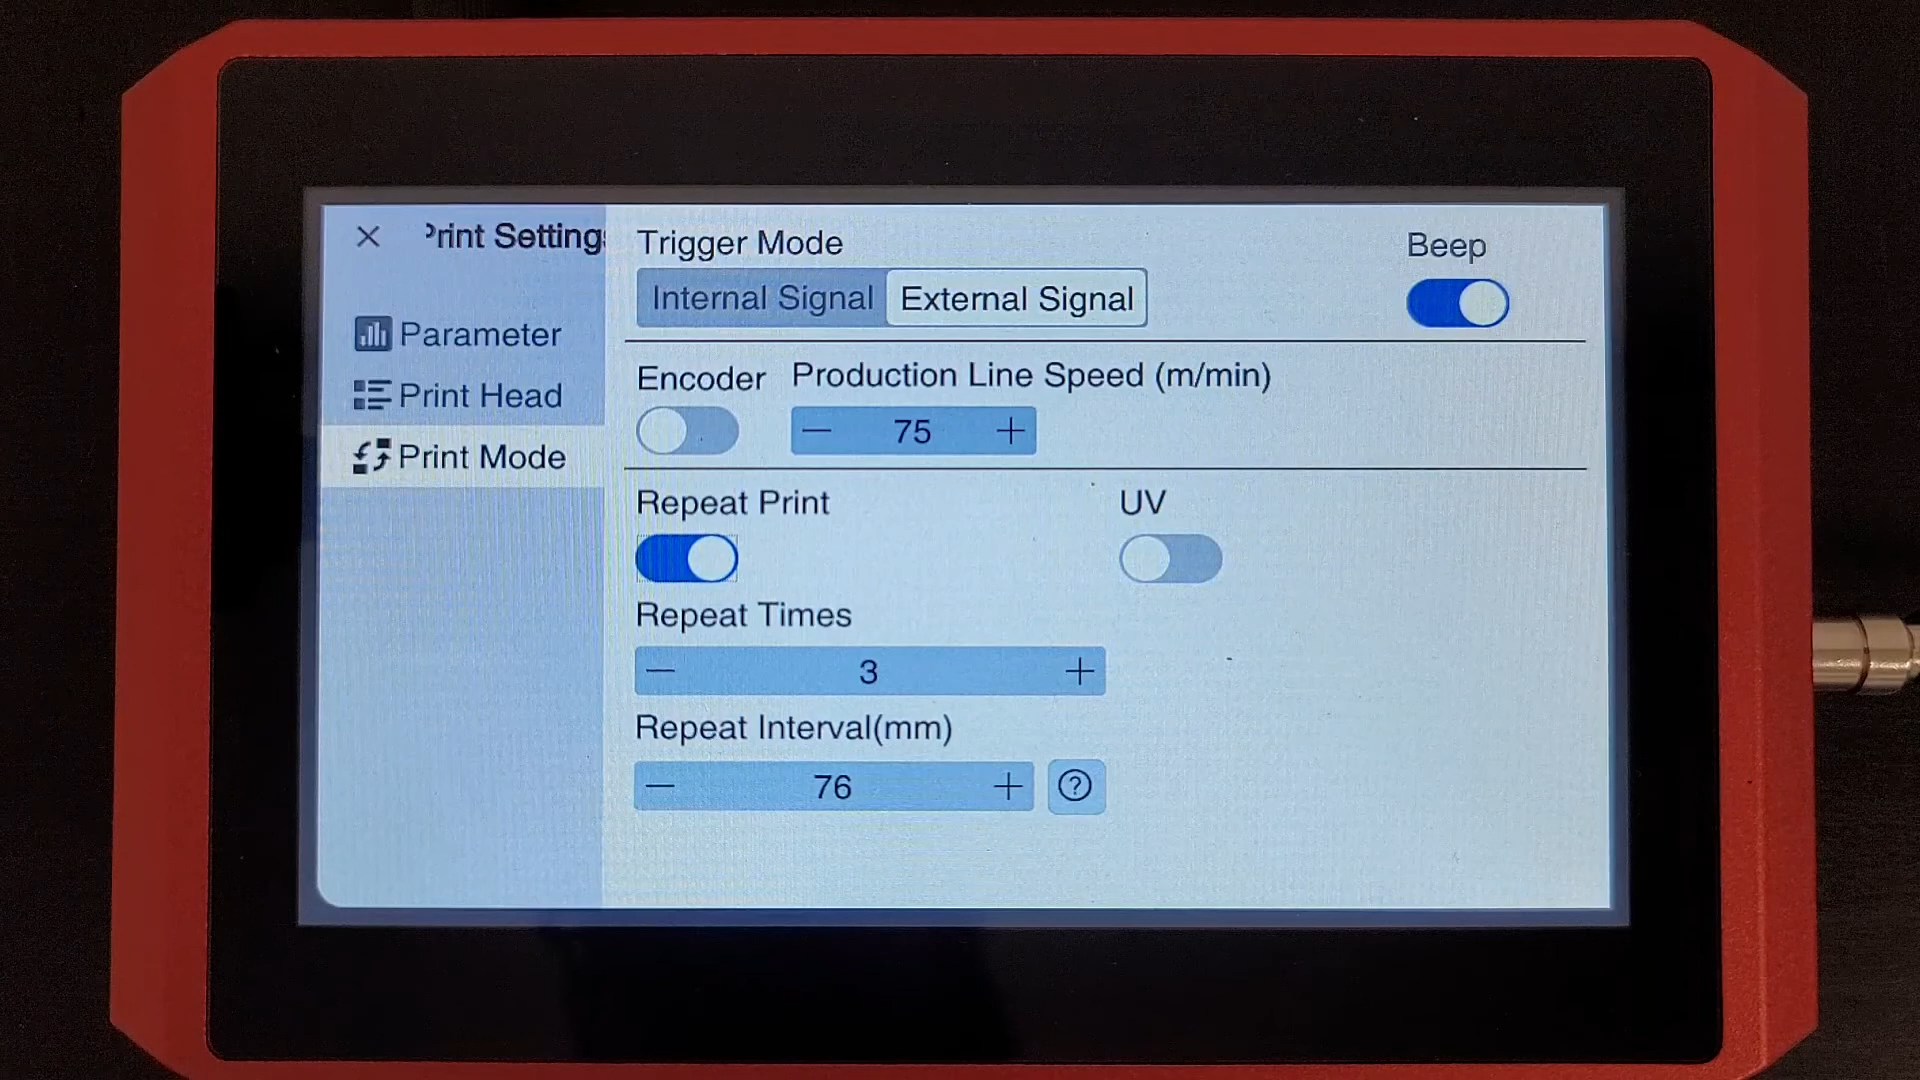 Print Settings
Parameter
Print Head
Print Mode
Trigger Mode
Internal Signal External Signal
Beep
Encoder
Production Line Speed (m/min)
— 75 +
Repeat Print
UV
Repeat Times
— 3 +
Repeat Interval(mm)
— 76 + ?